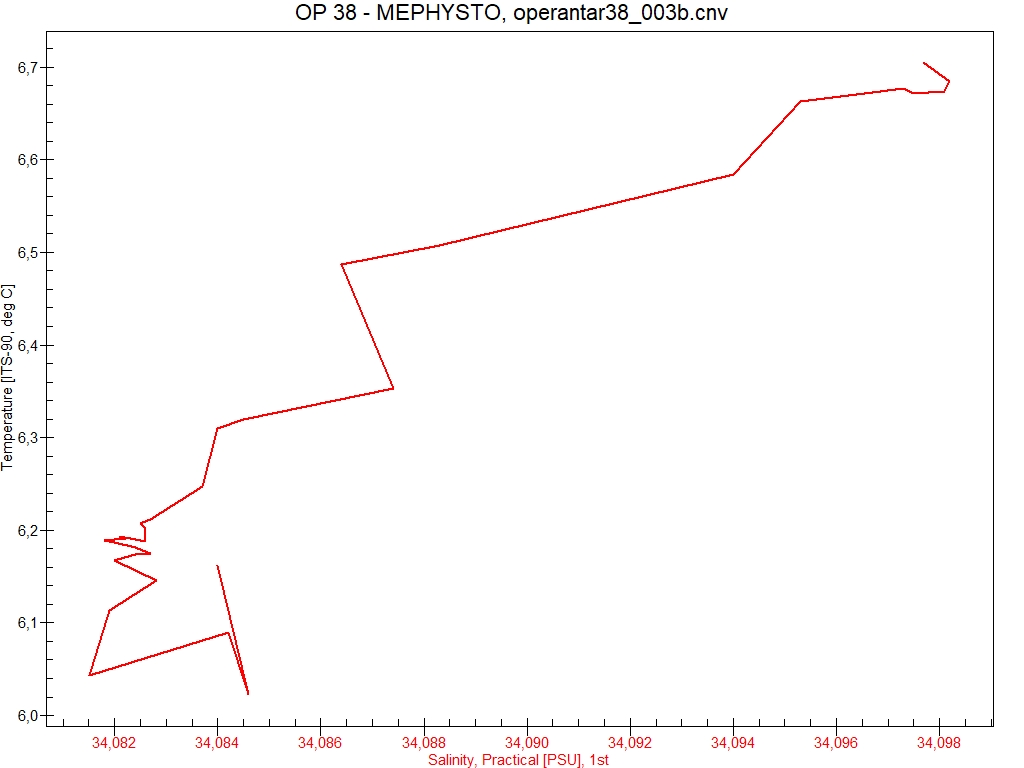 OP 38 - MEPHYSTO, operantar38_003b.cnv
6,7
6,6
6,5
6,4
6,3
6,2
6,1
6,0
Temperature [ITS-90, deg C]
34,082 34,084 34,086 34,088 34,090 34,092 34,094 34,096 34,098
Salinity, Practical [PSU], 1st